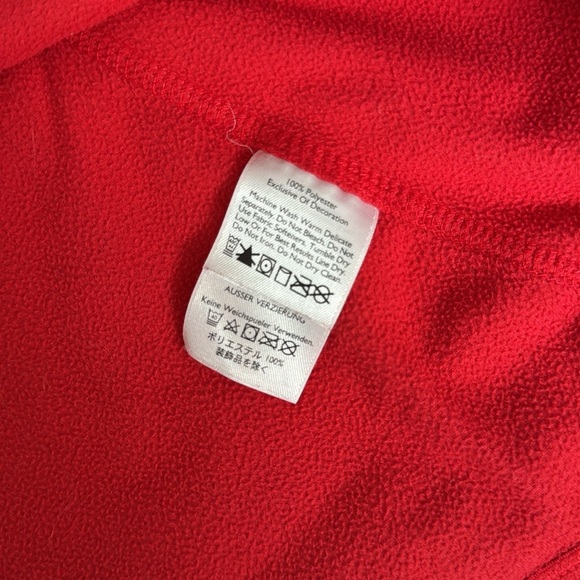 100% Polyester
Exclusive Of Decoration
Machine Wash Warm Delicate
Separately. Do Not Bleach. Do Not
Use Fabric Softeners. Tumble Dry
Low Or For Best Results Line Dry.
Do Not Iron. Do Not Dry Clean.
AUSSER VERZIERUNG
Keine Weichspueler Verwenden.
40
ポリエステル 100%
装飾品を除く